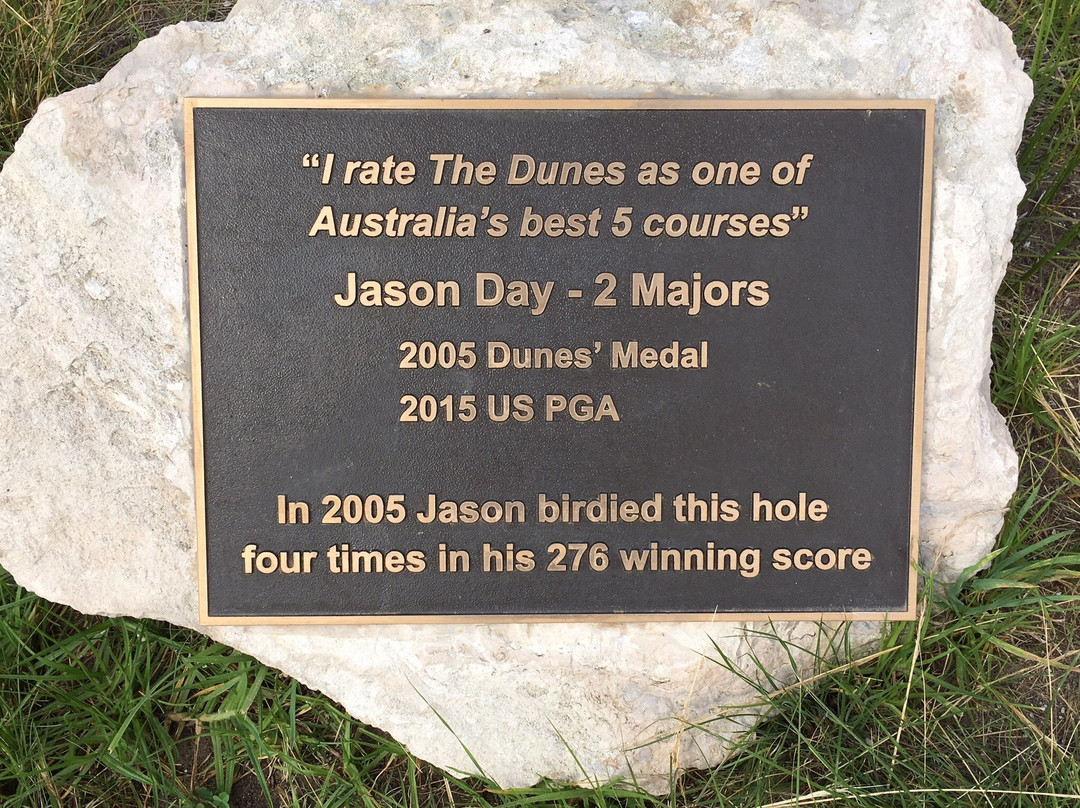 “I rate The Dunes as one of
Australia’s best 5 courses”
Jason Day - 2 Majors
2005 Dunes’ Medal
2015 US PGA
In 2005 Jason birdied this hole
four times in his 276 winning score